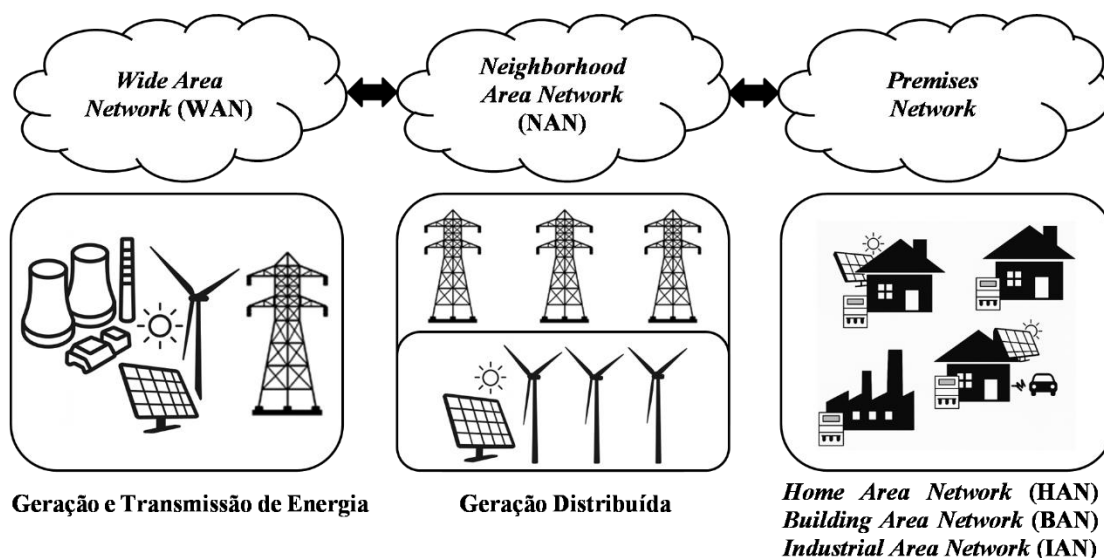 Wide Area
Network (WAN)
Neighborhood
Area Network
(NAN)
Premises
Network
Geração e Transmissão de Energia
Geração Distribuída
Home Area Network (HAN)
Building Area Network (BAN)
Industrial Area Network (IAN)